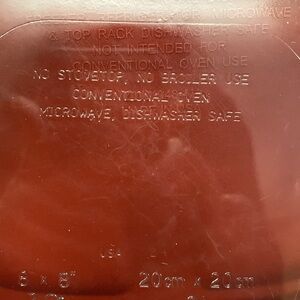 MICROWAVE
& TOP RACK DISHWASHER SAFE
NOT INTENDED FOR
CONVENTIONAL OVEN USE
NO STOVETOP, NO BROILER USE
CONVENTIONAL OVEN
MICROWAVE, DISHWASHER SAFE
USA
8" 20cm x 20cm